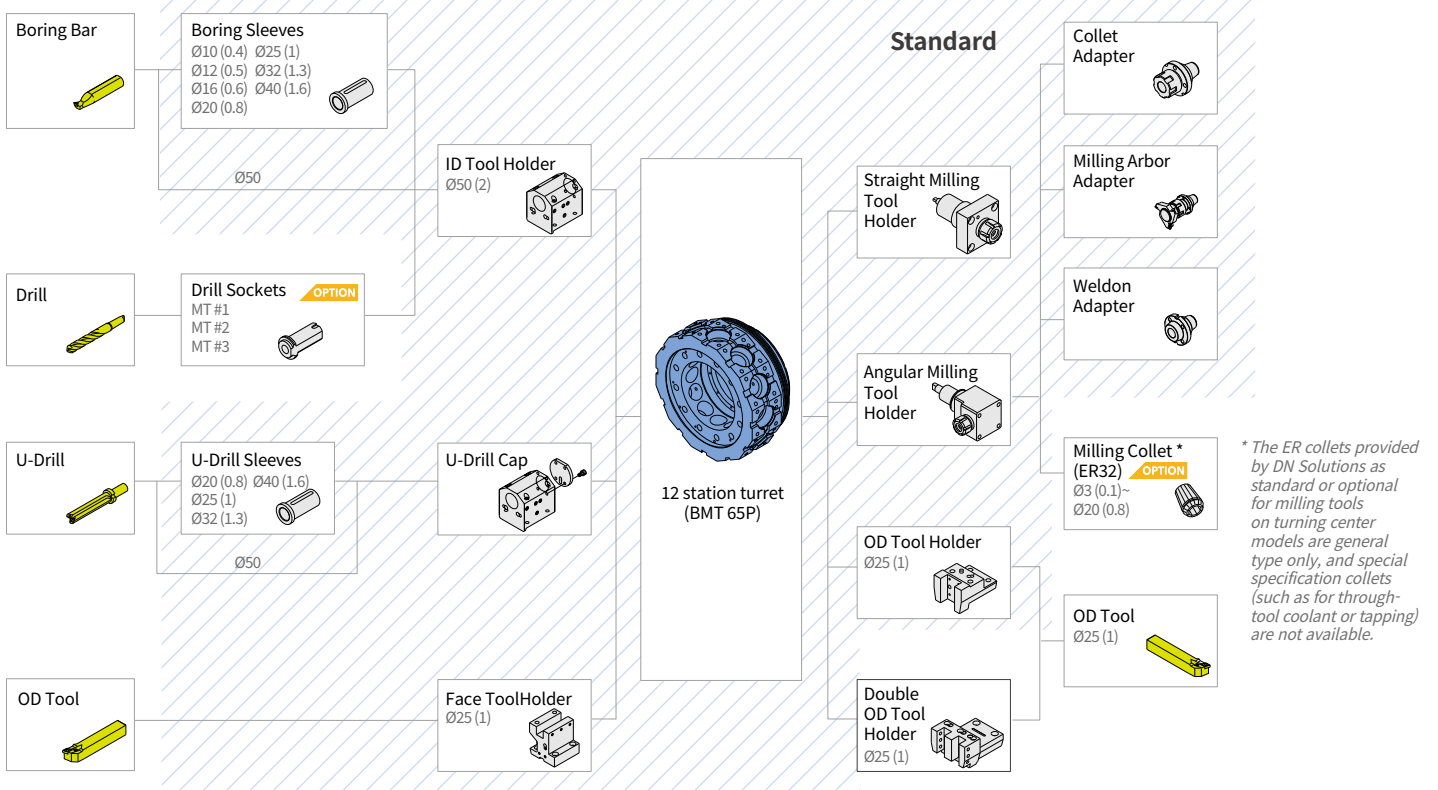 Boring Bar
Boring Sleeves
Ø10 (0.4) Ø25 (1)
Ø12 (0.5) Ø32 (1.3)
Ø16 (0.6) Ø40 (1.6)
Ø20 (0.8)
Ø50
Drill
Drill Sockets
OPTION
MT #1
MT #2
MT #3
U-Drill
U-Drill Sleeves
Ø20 (0.8) Ø40 (1.6)
Ø25 (1)
Ø32 (1.3)
Ø50
OD Tool
ID Tool Holder
Ø50 (2)
U-Drill Cap
Face ToolHolder
Ø25 (1)
12 station turret
(BMT 65P)
Standard
Straight Milling
Tool
Holder
Angular Milling
Tool
Holder
OD Tool Holder
Ø25 (1)
Double
OD Tool
Holder
Ø25 (1)
Collet
Adapter
Milling Arbor
Adapter
Weldon
Adapter
Milling Collet *
(ER32) OPTION
Ø3 (0.1)~
Ø20 (0.8)
OD Tool
Ø25 (1)
* The ER collets provided
by DN Solutions as
standard or optional
for milling tools
on turning center
models are general
type only, and special
specification collets
(such as for through-
tool coolant or tapping)
are not available.